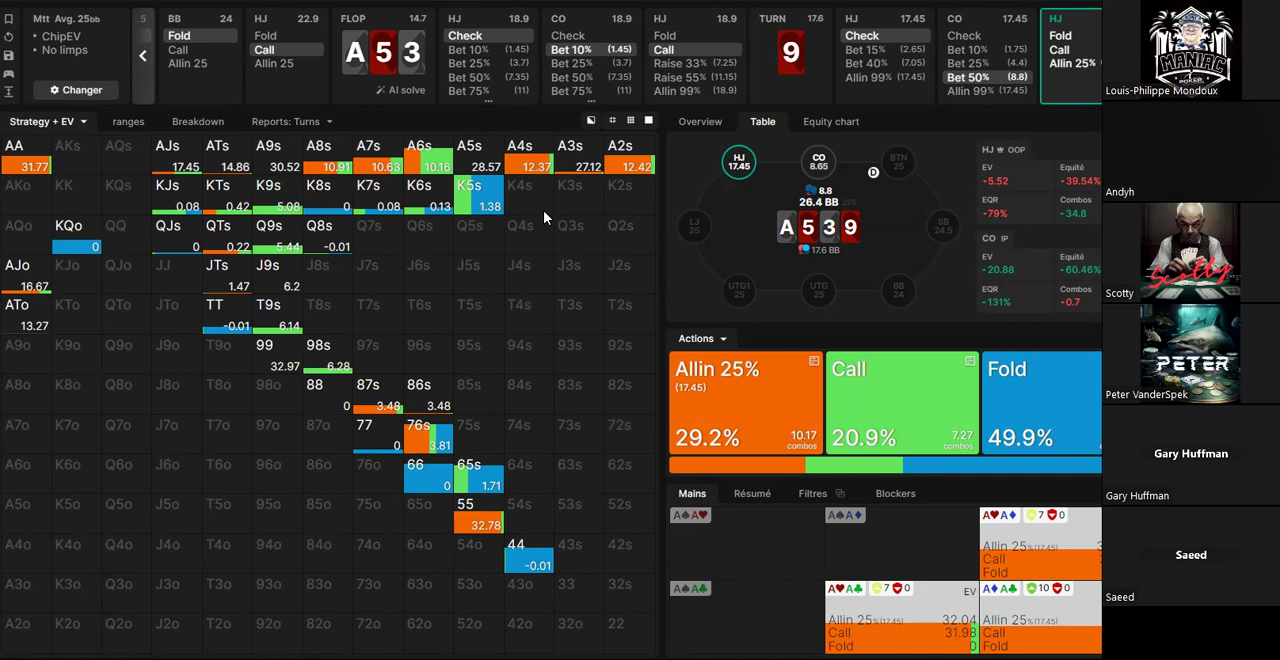 Mtt Avg. 25bb
• ChipEV
• No limps
Changer
5
BB 24
Fold
Call
Allin 25
HJ 22.9
Fold
Call
Allin 25
FLOP 14.7
A 5 3
AI solve
HJ 18.9
Check
Bet 10% (1.45)
Bet 25% (3.7)
Bet 50% (7.35)
Bet 75% (11)
CO 18.9
Check
Bet 10% (1.45)
Bet 25% (3.7)
Bet 50% (7.35)
Bet 75% (11)
HJ 18.9
Fold
Call
Raise 33% (7.25)
Raise 55% (11.15)
Allin 99% (18.9)
TURN 17.6
9
HJ 17.45
Check
Bet 15% (2.65)
Bet 40% (7.05)
Allin 99% (17.45)
CO 17.45
Check
Bet 10% (1.75)
Bet 25% (4.4)
Bet 50% (8.8)
Allin 99% (17.45)
HJ
Fold
Call
Allin 25%
MANIAC
POKER
Louis-Philippe Mondoux
Strategy + EV ranges Breakdown Reports: Turns
AA AKs AQs AJs ATs A9s A8s A7s A6s A5s A4s A3s A2s
31.77 17.45 14.86 30.52 10.91 10.63 10.16 28.57 12.37 27.12 12.42
AKo KK KQs KJs KTs K9s K8s K7s K6s K5s K4s K3s K2s
0.08 0.42 5.08 0 0.08 0.13 1.38
AQo KQo QQ QJs QTs Q9s Q8s Q7s Q6s Q5s Q4s Q3s Q2s
0 0 0.22 5.44 -0.01
AJo KJo QJo JJ JTs J9s J8s J7s J6s J5s J4s J3s J2s
16.67 1.47 6.2
ATo KTo QTo JTo TT T9s T8s T7s T6s T5s T4s T3s T2s
13.27 -0.01 6.14
A9o K9o Q9o J9o T9o 99 98s 97s 96s 95s 94s 93s 92s
32.97 6.28
A8o K8o Q8o J8o T8o 98o 88 87s 86s 85s 84s 83s 82s
0 3.48 3.48
A7o K7o Q7o J7o T7o 97o 87o 77 76s 75s 74s 73s 72s
0 3.81
A6o K6o Q6o J6o T6o 96o 86o 76o 66 65s 64s 63s 62s
0 1.71
A5o K5o Q5o J5o T5o 95o 85o 75o 65o 55 54s 53s 52s
32.78
A4o K4o Q4o J4o T4o 94o 84o 74o 64o 54o 44 43s 42s
-0.01
A3o K3o Q3o J3o T3o 93o 83o 73o 63o 53o 43o 33 32s
A2o K2o Q2o J2o T2o 92o 82o 72o 62o 52o 42o 32o 22
Overview Table Equity chart
HJ
17.45
CO
8.65
BTN
25
D
LJ
25
8.8
26.4 BB 25%
A 5 3 9
17.6 BB
SB
24.5
UTG1
25
UTG
25
BB
24
HJ OOP
EV Equité
-5.52 -39.54%
EQR Combos
-79% -34.8
CO IP
EV Equité
-20.88 -60.46%
EQR Combos
-131% -0.7
Actions
Allin 25%
(17.45)
29.2% 10.17
combos
Call
20.9% 7.27
combos
Fold
49.9%
Mains Résumé Filtres Blockers
A♠A♥
A♠A♦
A♥A♦ 7 0
Allin 25% (17.45)
Call
Fold
A♠A♣
A♥A♣ 7 0 EV
Allin 25% (17.45) 32.04
Call 31.98
Fold 0
A♦A♣ 10 0
Allin 25% (17.45)
Call
Fold
Andyh
Scotty
Scotty
PETER
Peter VanderSpek
Gary Huffman
Gary Huffman
Saeed
Saeed